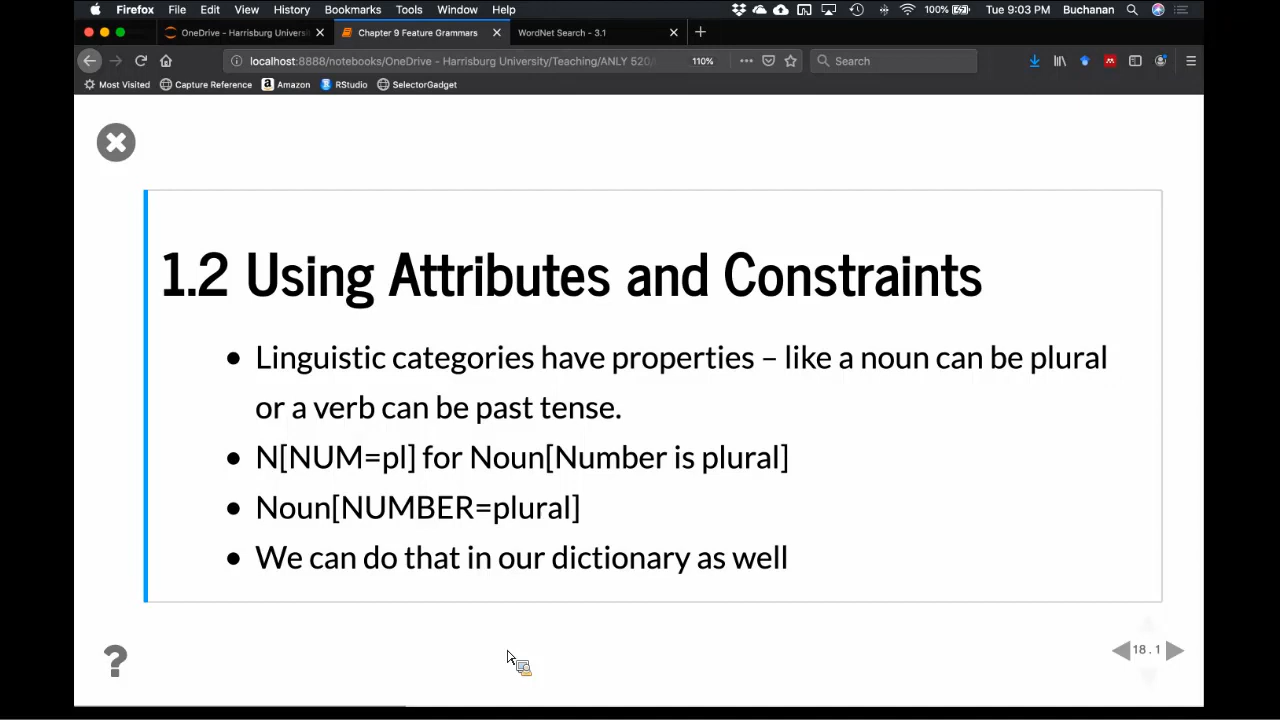 Firefox File Edit View History Bookmarks Tools Window Help 100% Tue 9:03 PM Buchanan
OneDrive - Harrisburg Universi Chapter 9 Feature Grammars WordNet Search - 3.1
localhost:8888/notebooks/OneDrive - Harrisburg University/Teaching/ANLY 520/ 110% Search
Most Visited Capture Reference Amazon RStudio SelectorGadget
1.2 Using Attributes and Constraints
• Linguistic categories have properties – like a noun can be plural
or a verb can be past tense.
• N[NUM=pl] for Noun[Number is plural]
• Noun[NUMBER=plural]
• We can do that in our dictionary as well
?
18.1